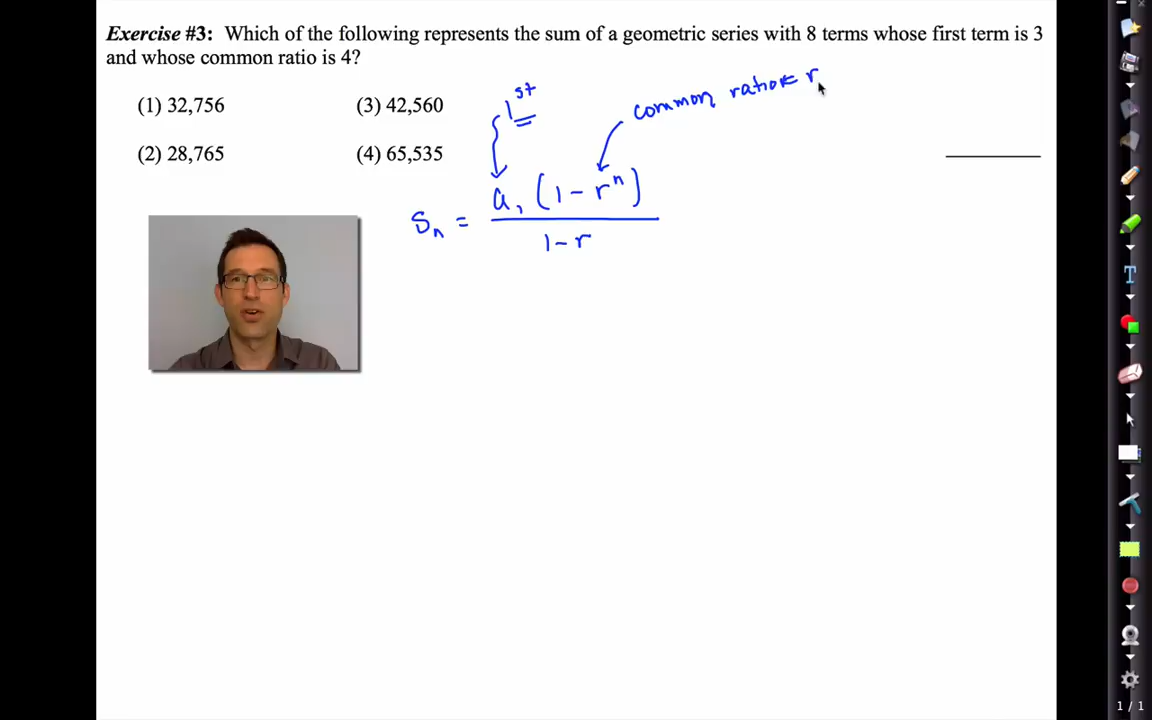 Exercise #3: Which of the following represents the sum of a geometric series with 8 terms whose first term is 3
and whose common ratio is 4?
(1) 32,756 (3) 42,560
(2) 28,765 (4) 65,535
1st
common ratio = r
Sₙ = a₁ (1 - rⁿ) / 1 - r
T
1 / 1